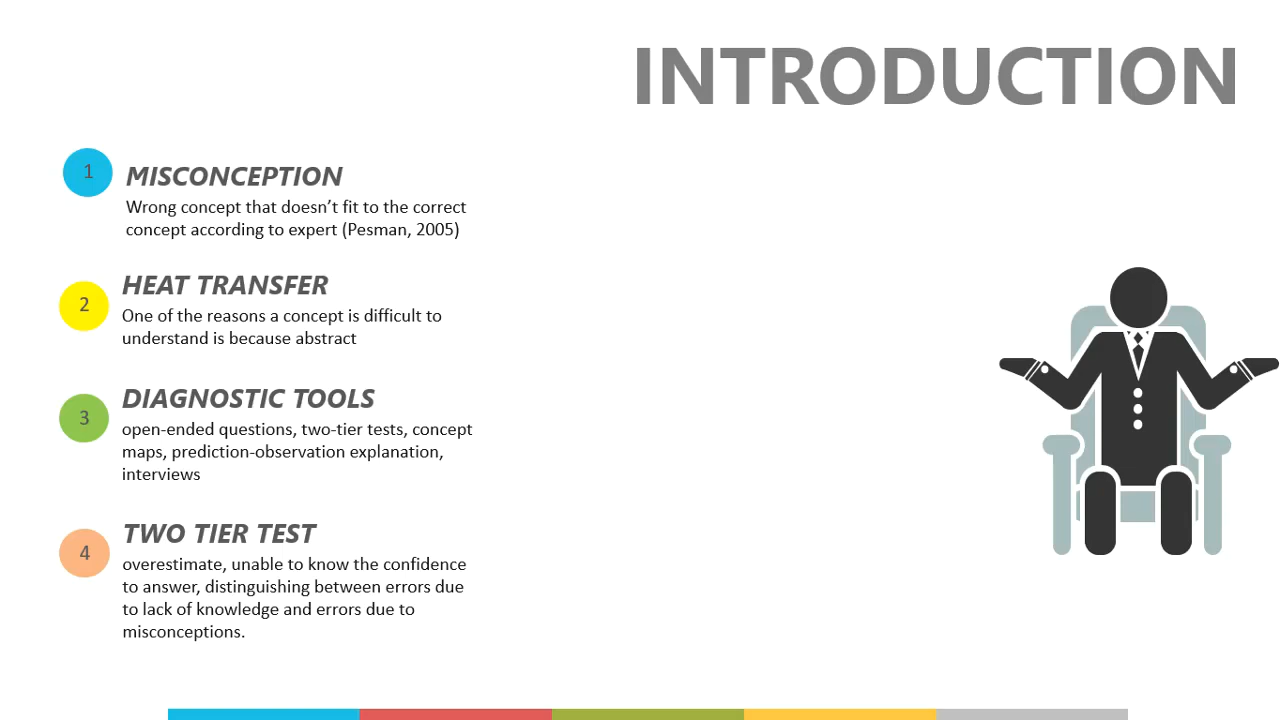 INTRODUCTION
1
MISCONCEPTION
Wrong concept that doesn’t fit to the correct
concept according to expert (Pesman, 2005)
2
HEAT TRANSFER
One of the reasons a concept is difficult to
understand is because abstract
3
DIAGNOSTIC TOOLS
open-ended questions, two-tier tests, concept
maps, prediction-observation explanation,
interviews
4
TWO TIER TEST
overestimate, unable to know the confidence
to answer, distinguishing between errors due
to lack of knowledge and errors due to
misconceptions.